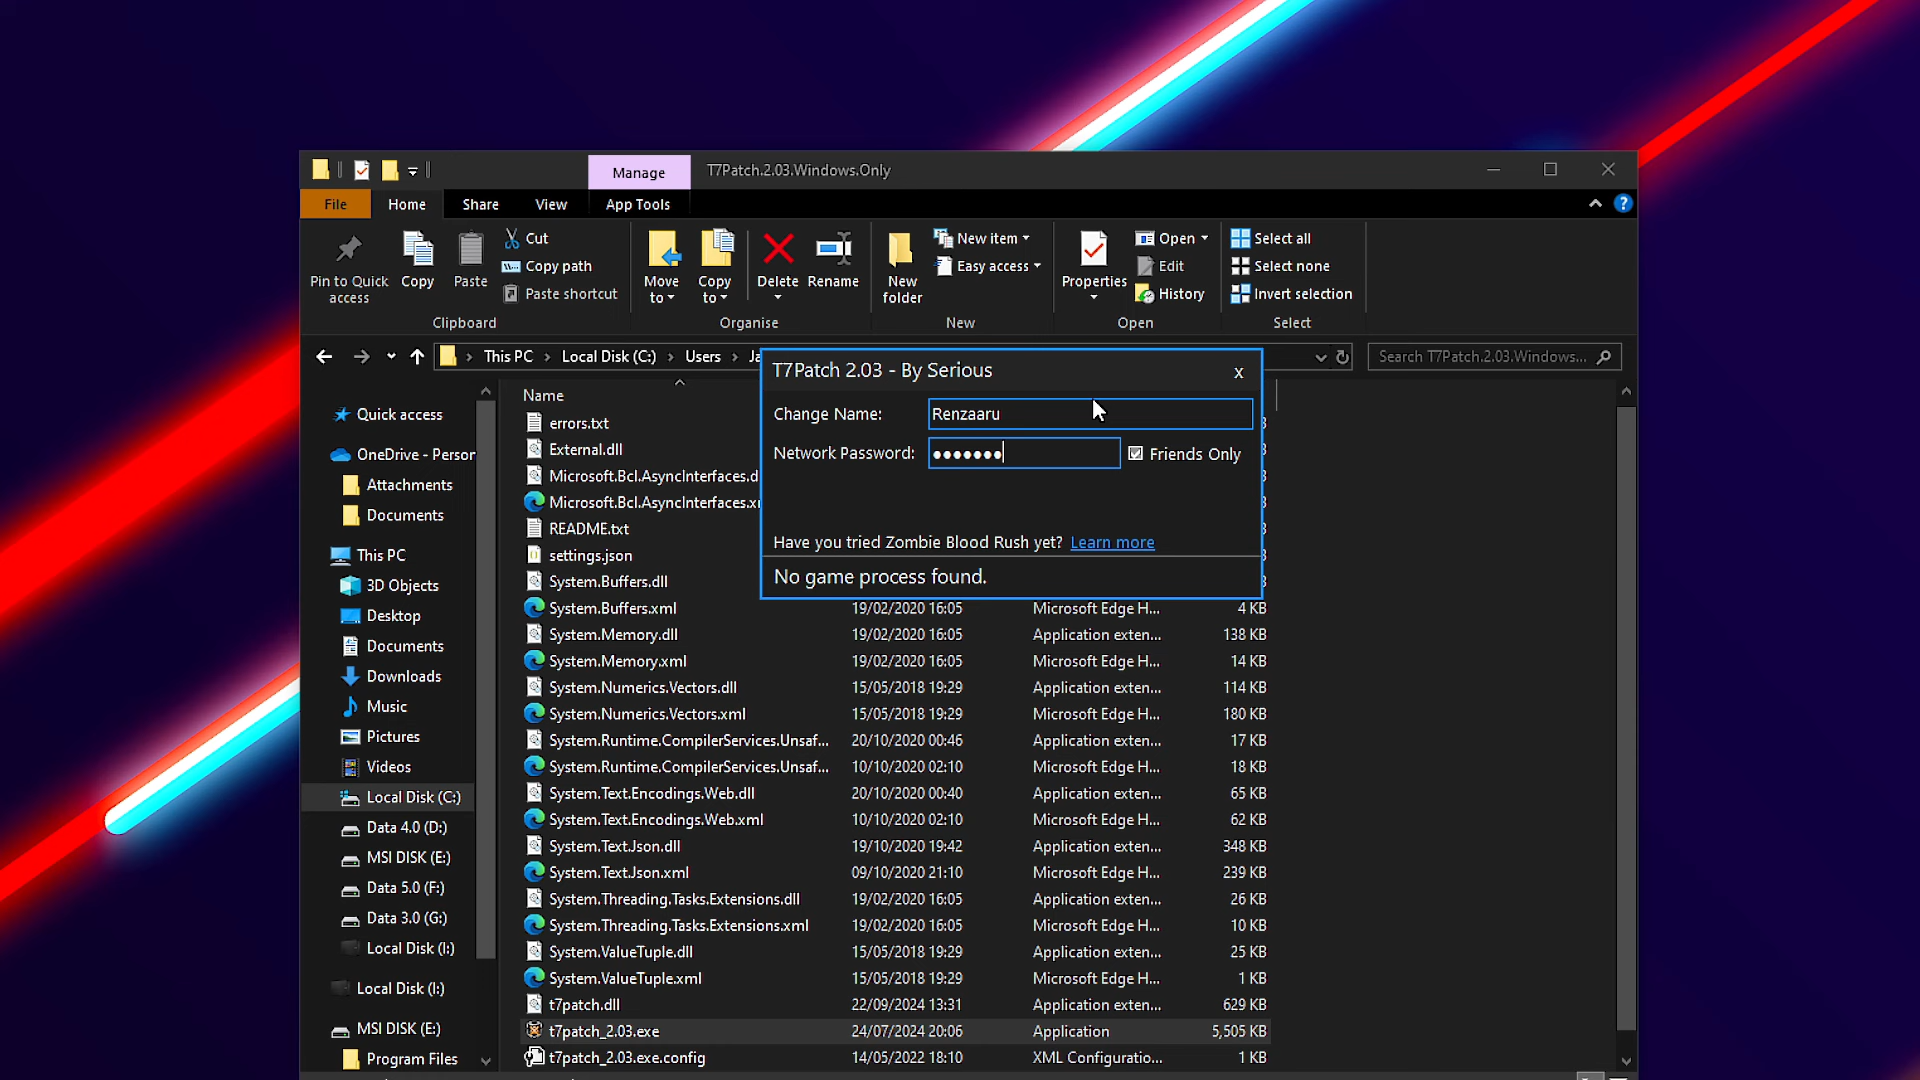 Manage
T7Patch.2.03.Windows.Only
File
Home
Share
View
App Tools
Pin to Quick access
Copy
Paste
Cut
Copy path
Paste shortcut
Clipboard
Move to
Copy to
Delete
Rename
Organise
New folder
New item
Easy access
New
Properties
Open
Edit
History
Open
Select all
Select none
Invert selection
Select
This PC > Local Disk (C:) > Users >
Search T7Patch.2.03.Windows...
Quick access
OneDrive - Person
Attachments
Documents
This PC
3D Objects
Desktop
Documents
Downloads
Music
Pictures
Videos
Local Disk (C:)
Data 4.0 (D:)
MSI DISK (E:)
Data 5.0 (F:)
Data 3.0 (G:)
Local Disk (I:)
Local Disk (I:)
MSI DISK (E:)
Program Files
Name
errors.txt
External.dll
Microsoft.Bcl.AsyncInterfaces.d
Microsoft.Bcl.AsyncInterfaces.x
README.txt
settings.json
System.Buffers.dll
System.Buffers.xml 19/02/2020 16:05 Microsoft Edge H... 4 KB
System.Memory.dll 19/02/2020 16:05 Application exten... 138 KB
System.Memory.xml 19/02/2020 16:05 Microsoft Edge H... 14 KB
System.Numerics.Vectors.dll 15/05/2018 19:29 Application exten... 114 KB
System.Numerics.Vectors.xml 15/05/2018 19:29 Microsoft Edge H... 180 KB
System.Runtime.CompilerServices.Unsaf... 20/10/2020 00:46 Application exten... 17 KB
System.Runtime.CompilerServices.Unsaf... 10/10/2020 02:10 Microsoft Edge H... 18 KB
System.Text.Encodings.Web.dll 20/10/2020 00:40 Application exten... 65 KB
System.Text.Encodings.Web.xml 10/10/2020 02:10 Microsoft Edge H... 62 KB
System.Text.Json.dll 19/10/2020 19:42 Application exten... 348 KB
System.Text.Json.xml 09/10/2020 21:10 Microsoft Edge H... 239 KB
System.Threading.Tasks.Extensions.dll 19/02/2020 16:05 Application exten... 26 KB
System.Threading.Tasks.Extensions.xml 19/02/2020 16:05 Microsoft Edge H... 10 KB
System.ValueTuple.dll 15/05/2018 19:29 Application exten... 25 KB
System.ValueTuple.xml 15/05/2018 19:29 Microsoft Edge H... 1 KB
t7patch.dll 22/09/2024 13:31 Application exten... 629 KB
t7patch_2.03.exe 24/07/2024 20:06 Application 5,505 KB
t7patch_2.03.exe.config 14/05/2022 18:10 XML Configuratio... 1 KB
T7Patch 2.03 - By Serious
x
Change Name: Renzaaru
Network Password: ●●●●●●● Friends Only
Have you tried Zombie Blood Rush yet? Learn more
No game process found.